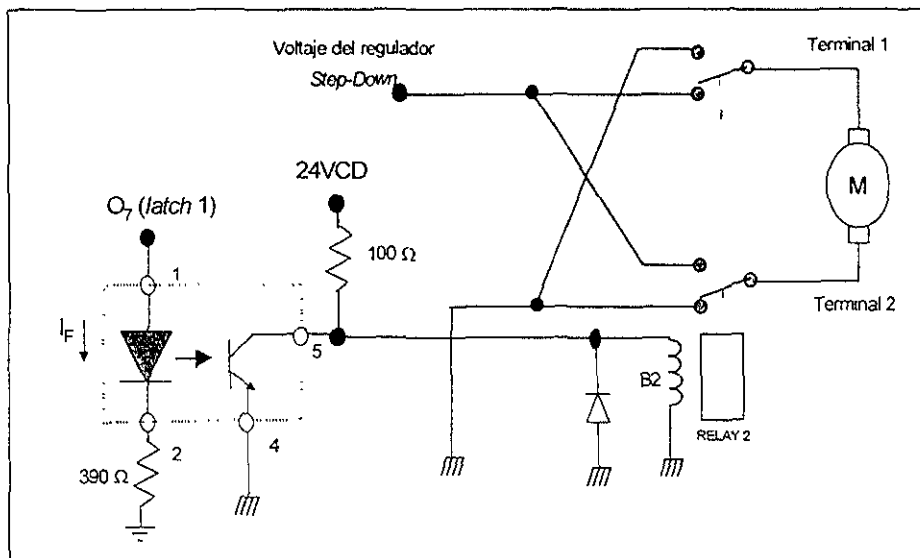 Voltaje del regulador
Step-Down
Terminal 1
24VCD
O7 (latch 1)
100 Ω
M
1
IF
5
Terminal 2
B2
2
4
RELAY 2
390 Ω